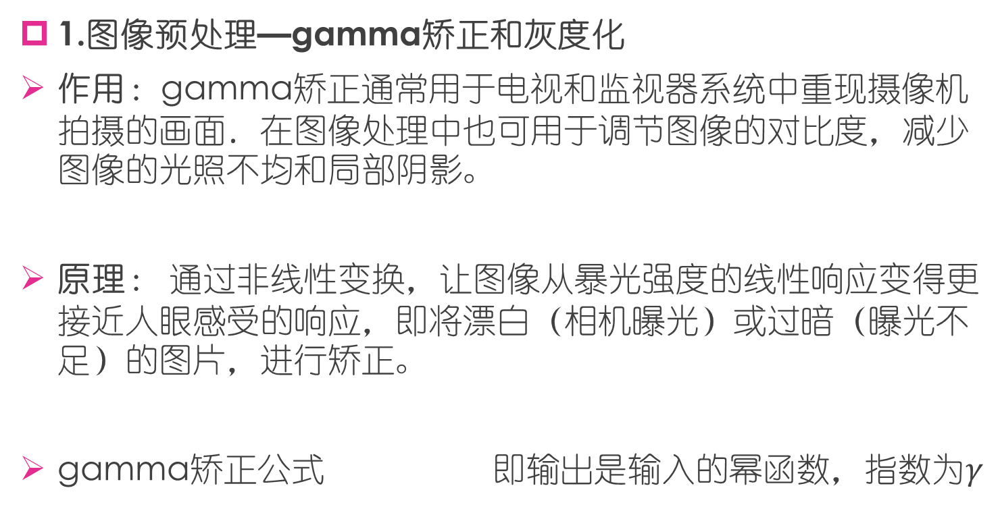 1.图像预处理—gamma矫正和灰度化
作用：gamma矫正通常用于电视和监视器系统中重现摄像机
拍摄的画面．在图像处理中也可用于调节图像的对比度，减少
图像的光照不均和局部阴影。
原理： 通过非线性变换，让图像从暴光强度的线性响应变得更
接近人眼感受的响应，即将漂白（相机曝光）或过暗（曝光不
足）的图片，进行矫正。
gamma矫正公式 即输出是输入的幂函数，指数为γ